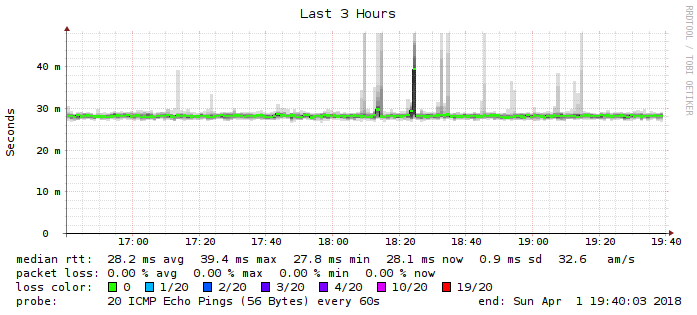 Last 3 Hours
RRDTOOL / TOBI OETIKER
Seconds
40 m
30 m
20 m
10 m
0
17:00 17:20 17:40 18:00 18:20 18:40 19:00 19:20 19:40
median rtt: 28.2 ms avg 39.4 ms max 27.8 ms min 28.1 ms now 0.9 ms sd 32.6 am/s
packet loss: 0.00 % avg 0.00 % max 0.00 % min 0.00 % now
loss color: 0 1/20 2/20 3/20 4/20 10/20 19/20
probe: 20 ICMP Echo Pings (56 Bytes) every 60s end: Sun Apr 1 19:40:03 2018